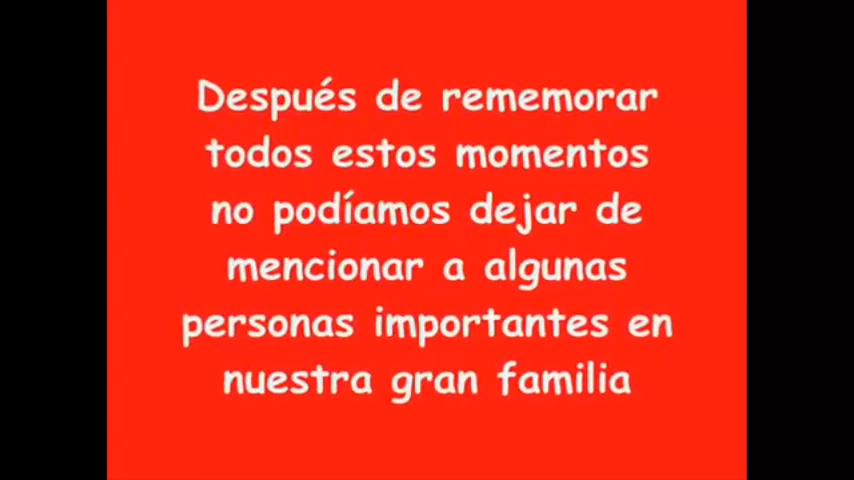 Después de rememorar
todos estos momentos
no podíamos dejar de
mencionar a algunas
personas importantes en
nuestra gran familia